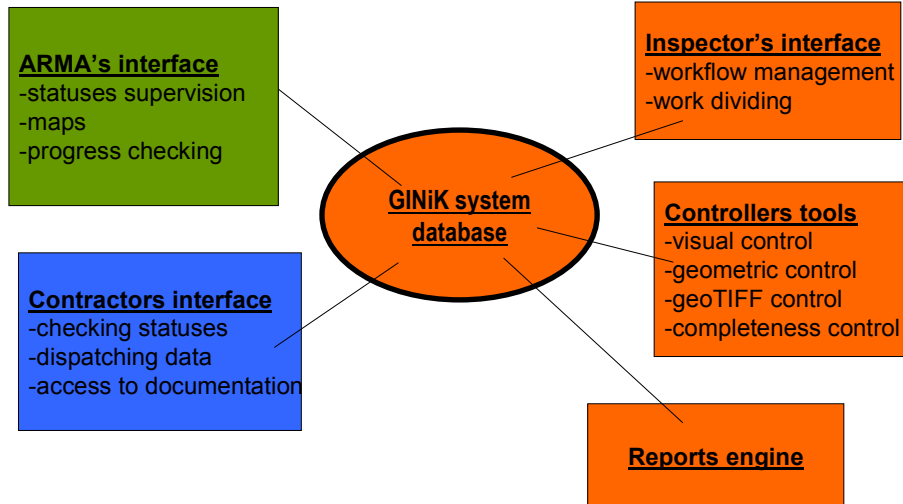 ARMA's interface
-statuses supervision
-maps
-progress checking
Inspector's interface
-workflow management
-work dividing
GINiK system
database
Controllers tools
-visual control
-geometric control
-geoTIFF control
-completeness control
Contractors interface
-checking statuses
-dispatching data
-access to documentation
Reports engine